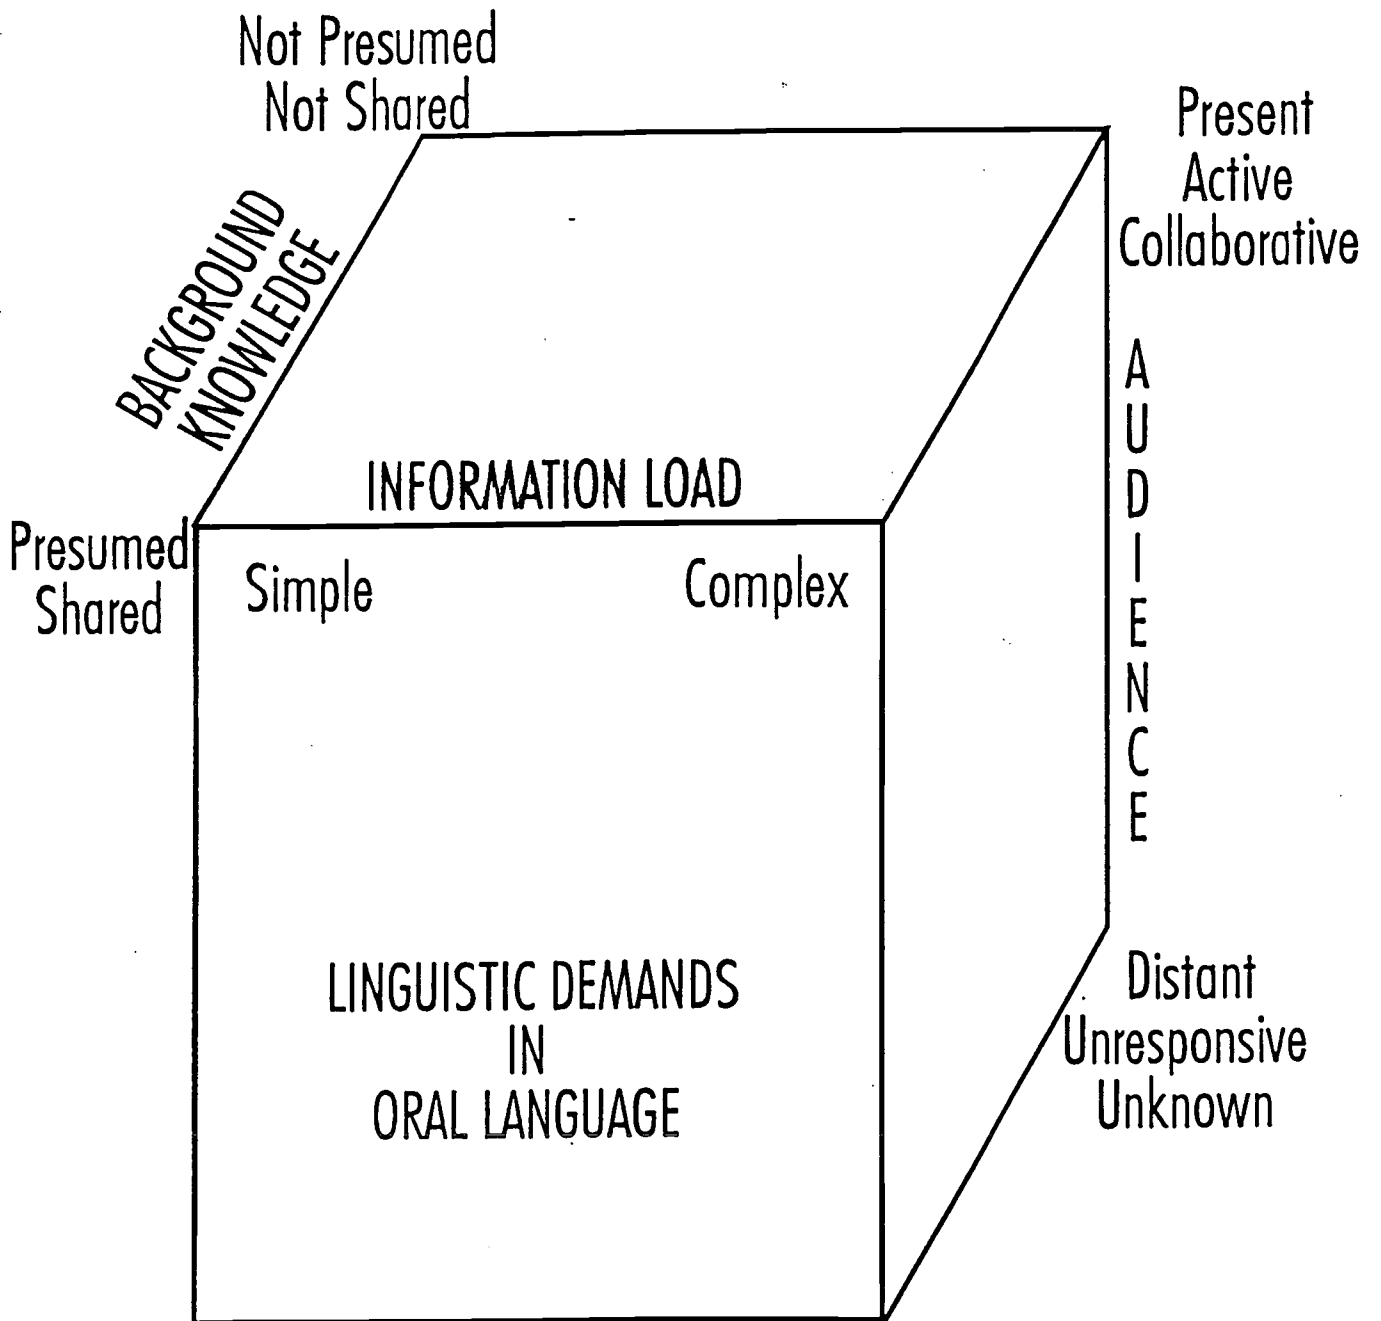 Not Presumed
Not Shared
Present
Active
Collaborative
BACKGROUND
KNOWLEDGE
AUDIENCE
INFORMATION LOAD
Presumed
Shared
Simple
Complex
LINGUISTIC DEMANDS
IN
ORAL LANGUAGE
Distant
Unresponsive
Unknown